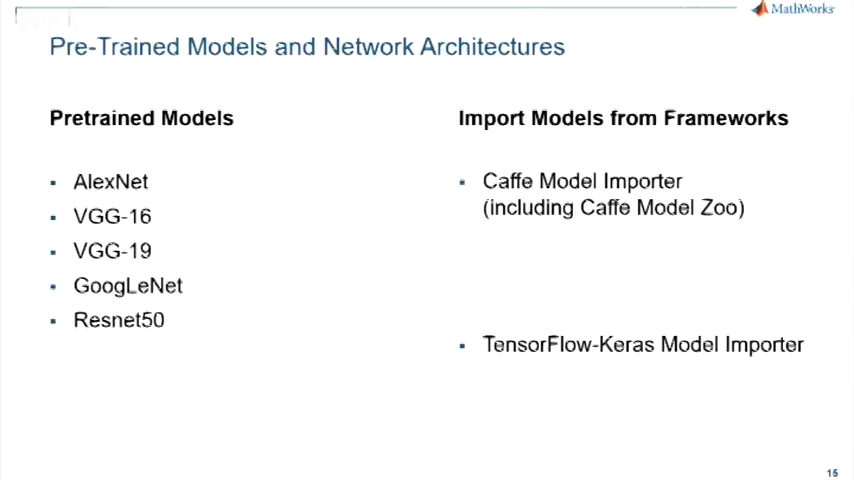 MathWorks
Pre-Trained Models and Network Architectures
Pretrained Models
AlexNet
VGG-16
VGG-19
GoogLeNet
Resnet50
Import Models from Frameworks
Caffe Model Importer
(including Caffe Model Zoo)
TensorFlow-Keras Model Importer
15